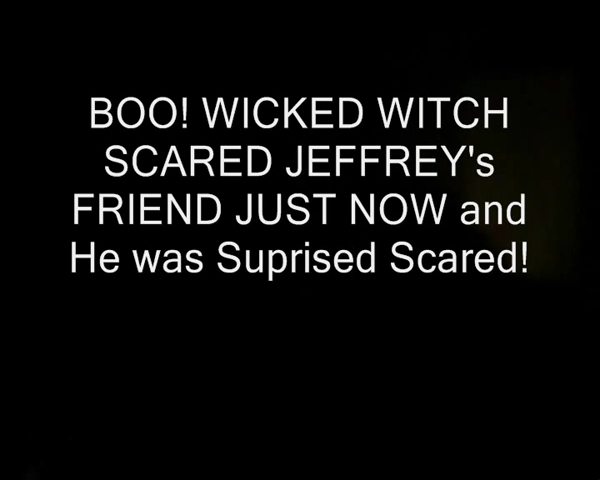 BOO! WICKED WITCH
SCARED JEFFREY's
FRIEND JUST NOW and
He was Suprised Scared!